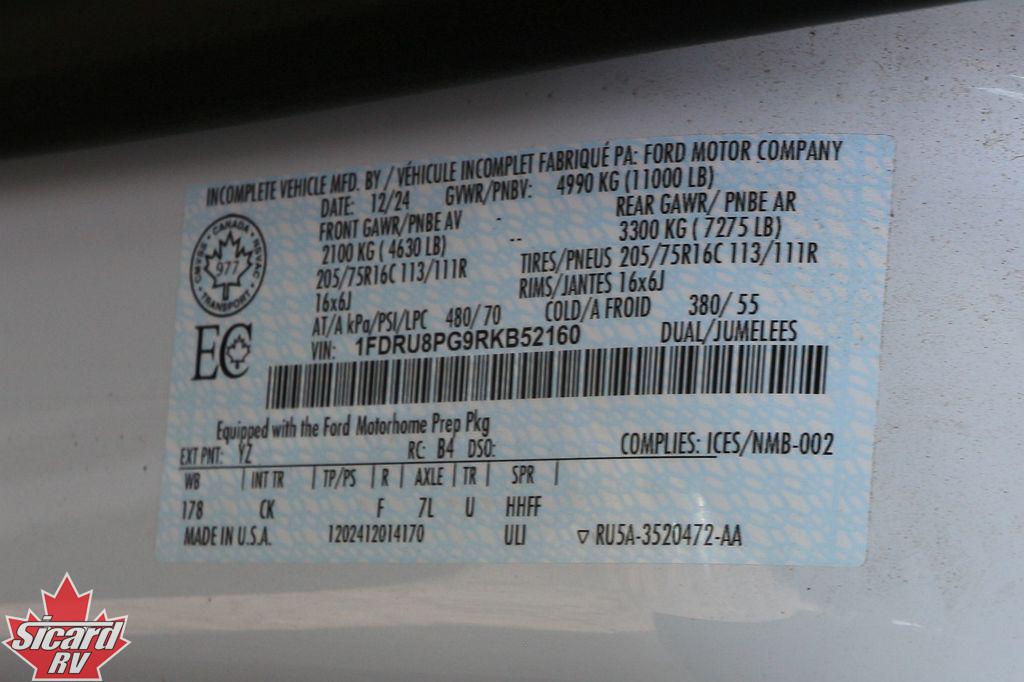 INCOMPLETE VEHICLE MFD. BY / VÉHICULE INCOMPLET FABRIQUÉ PA: FORD MOTOR COMPANY
DATE: 12/24 GVWR/PNBV: 4990 KG (11000 LB)
FRONT GAWR/PNBE AV - REAR GAWR/ PNBE AR
2100 KG ( 4630 LB) -- 3300 KG ( 7275 LB)
205/75R16C 113/111R TIRES/PNEUS 205/75R16C 113/111R
16x6J RIMS/JANTES 16x6J
AT/A kPa/PSI/LPC 480/ 70 COLD/A FROID 380/ 55
VIN: 1FDRU8PG9RKB52160 DUAL/JUMELEES
CANADA
CMVSS 977 NSVAC
TRANSPORT
EC
Equipped with the Ford Motorhome Prep Pkg
EXT PNT: YZ RC: B4 DSO: COMPLIES: ICES/NMB-002
WB | INT TR | TP/PS | R | AXLE | TR | SPR |
178 CK F 7L U HHFF
MADE IN U.S.A. 1202412014170 ULI ▽ RU5A-3520472-AA
Sicard
RV